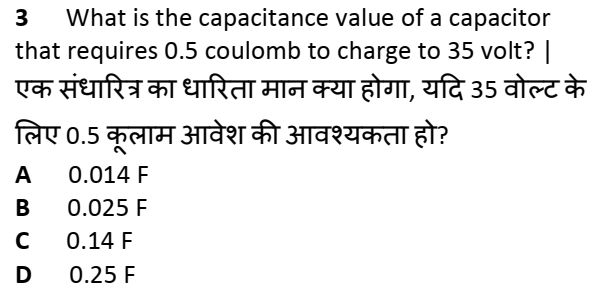 3 What is the capacitance value of a capacitor
that requires 0.5 coulomb to charge to 35 volt? |
एक संधारित्र का धारिता मान क्या होगा, यदि 35 वोल्ट के
लिए 0.5 कूलाम आवेश की आवश्यकता हो?
A 0.014 F
B 0.025 F
C 0.14 F
D 0.25 F